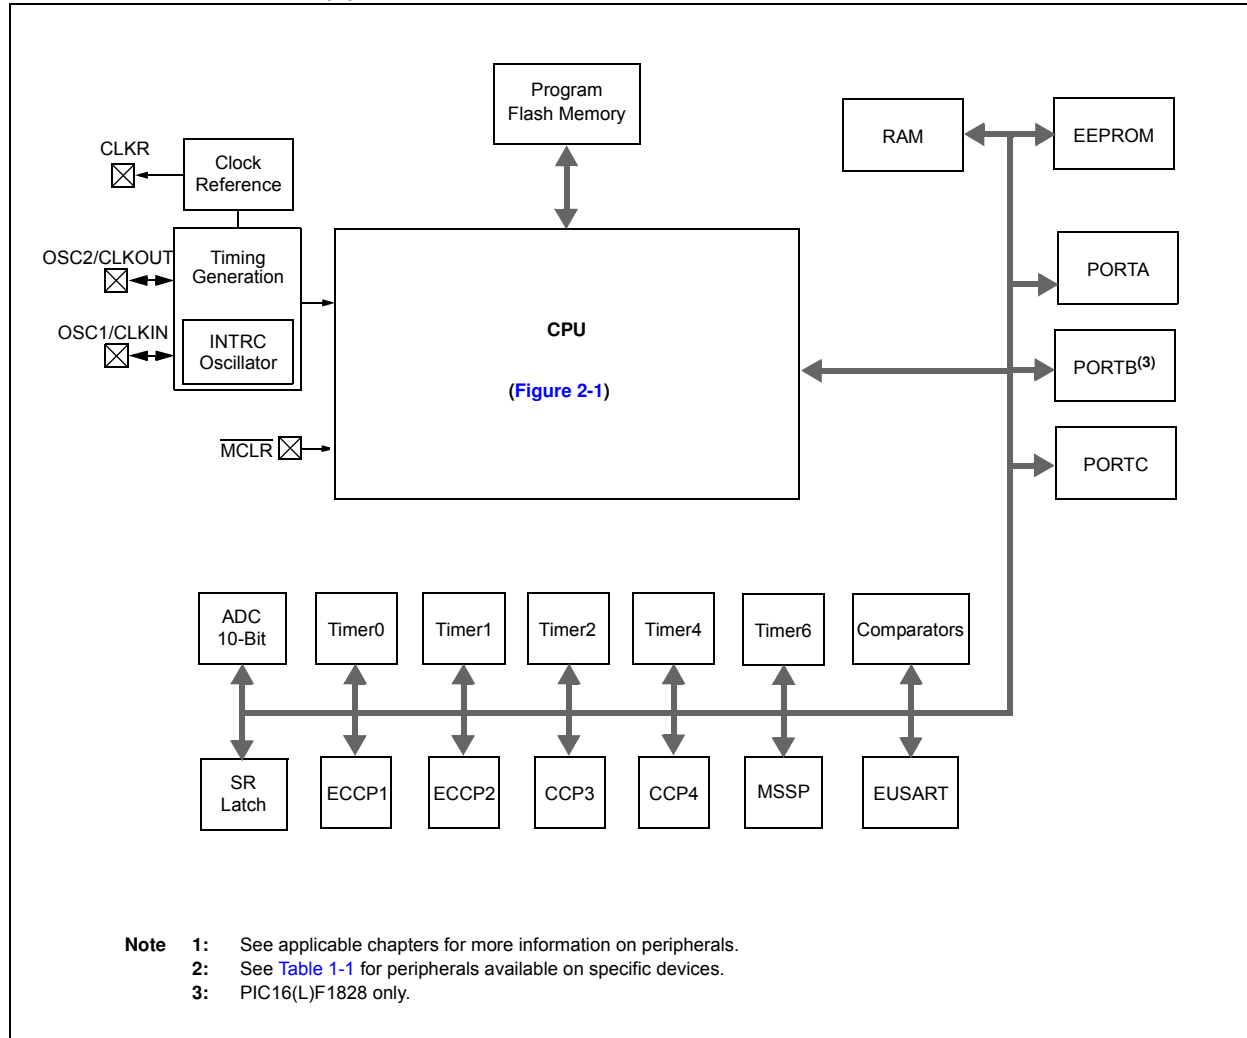 Program
Flash Memory
RAM
EEPROM
CLKR
Clock
Reference
OSC2/CLKOUT
Timing
Generation
PORTA
OSC1/CLKIN
INTRC
Oscillator
CPU
(Figure 2-1)
PORTB(3)
MCLR
PORTC
ADC
10-Bit
Timer0
Timer1
Timer2
Timer4
Timer6
Comparators
SR
Latch
ECCP1
ECCP2
CCP3
CCP4
MSSP
EUSART
Note 1: See applicable chapters for more information on peripherals.
2: See Table 1-1 for peripherals available on specific devices.
3: PIC16(L)F1828 only.